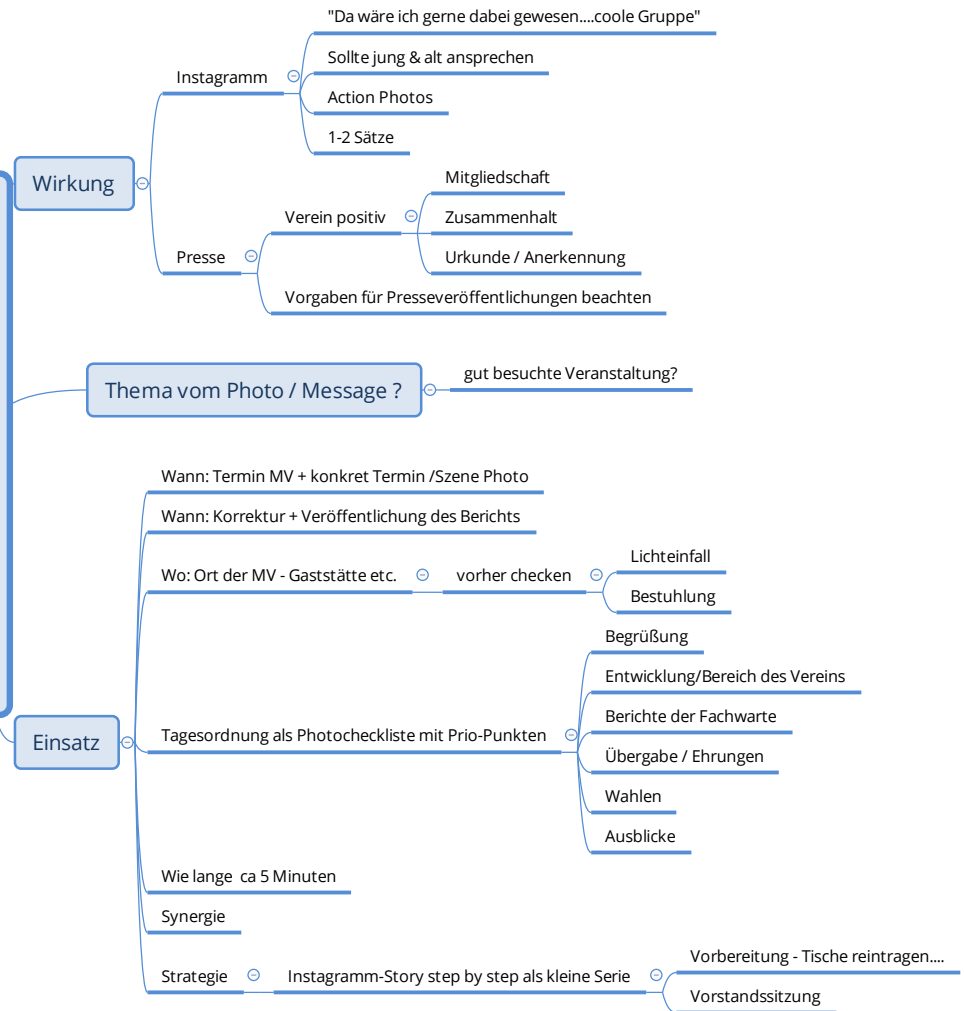 Wirkung
Instagramm
"Da wäre ich gerne dabei gewesen....coole Gruppe"
Sollte jung & alt ansprechen
Action Photos
1-2 Sätze
Presse
Verein positiv
Mitgliedschaft
Zusammenhalt
Urkunde / Anerkennung
Vorgaben für Presseveröffentlichungen beachten
Thema vom Photo / Message ?
gut besuchte Veranstaltung?
Einsatz
Wann: Termin MV + konkret Termin /Szene Photo
Wann: Korrektur + Veröffentlichung des Berichts
Wo: Ort der MV - Gaststätte etc.
vorher checken
Lichteinfall
Bestuhlung
Tagesordnung als Photocheckliste mit Prio-Punkten
Begrüßung
Entwicklung/Bereich des Vereins
Berichte der Fachwarte
Übergabe / Ehrungen
Wahlen
Ausblicke
Wie lange  ca 5 Minuten
Synergie
Strategie
Instagramm-Story step by step als kleine Serie
Vorbereitung - Tische reintragen....
Vorstandssitzung